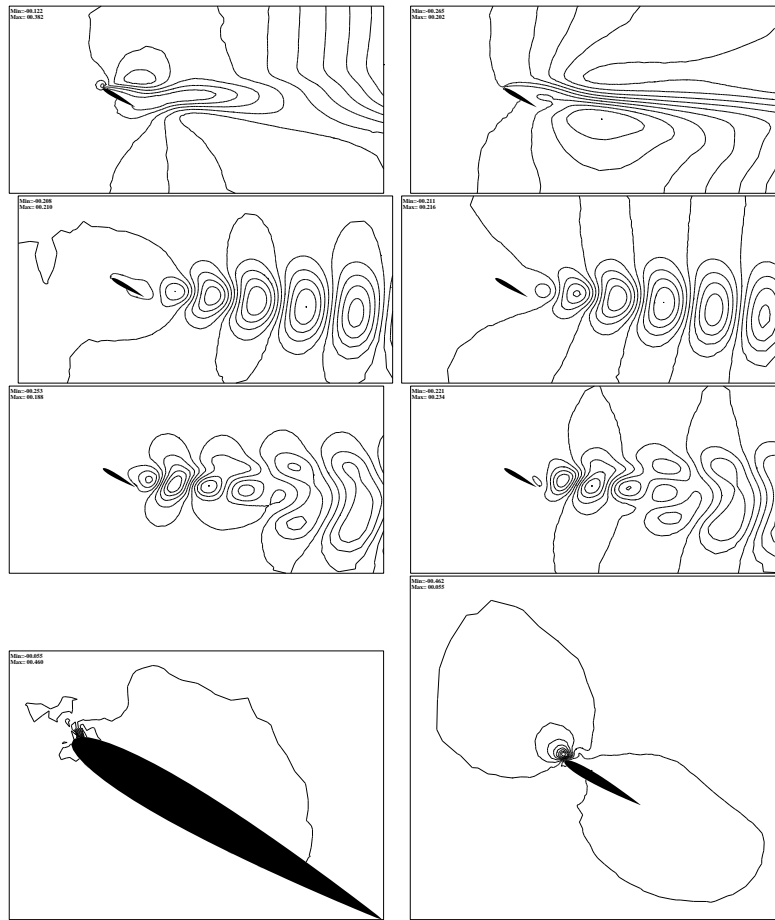 Min:-00.122
Max: 00.382
Min:-00.265
Max: 00.202
Min:-00.208
Max: 00.210
Min:-00.211
Max: 00.216
Min:-00.253
Max: 00.188
Min:-00.221
Max: 00.234
Min:-00.055
Max: 00.460
Min:-00.462
Max: 00.055